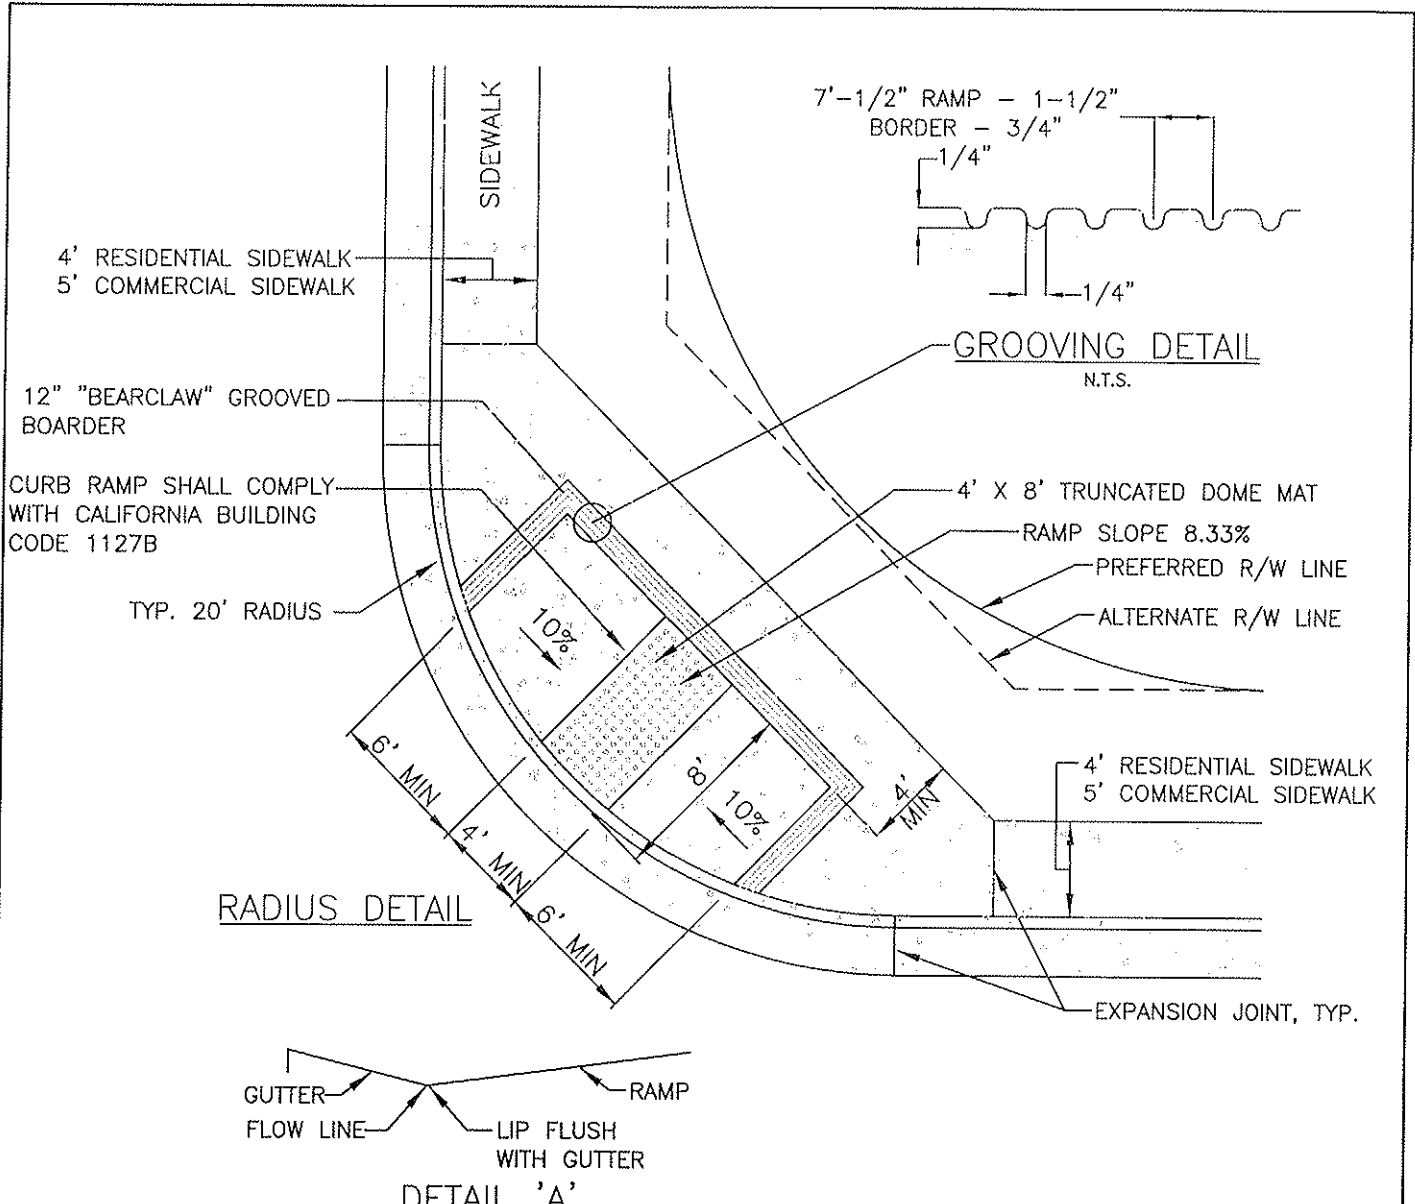 SIDEWALK
7'-1/2" RAMP - 1-1/2"
BORDER - 3/4"
1/4"
1/4"
GROOVING DETAIL
N.T.S.
4' RESIDENTIAL SIDEWALK
5' COMMERCIAL SIDEWALK
12" "BEARCLAW" GROOVED
BOARDER
CURB RAMP SHALL COMPLY
WITH CALIFORNIA BUILDING
CODE 1127B
TYP. 20' RADIUS
4' X 8' TRUNCATED DOME MAT
RAMP SLOPE 8.33%
PREFERRED R/W LINE
ALTERNATE R/W LINE
10%
8'
10%
4'
MIN
6' MIN
4' MIN
6' MIN
4' RESIDENTIAL SIDEWALK
5' COMMERCIAL SIDEWALK
RADIUS DETAIL
EXPANSION JOINT, TYP.
GUTTER
FLOW LINE
RAMP
LIP FLUSH
WITH GUTTER
DETAIL 'A'